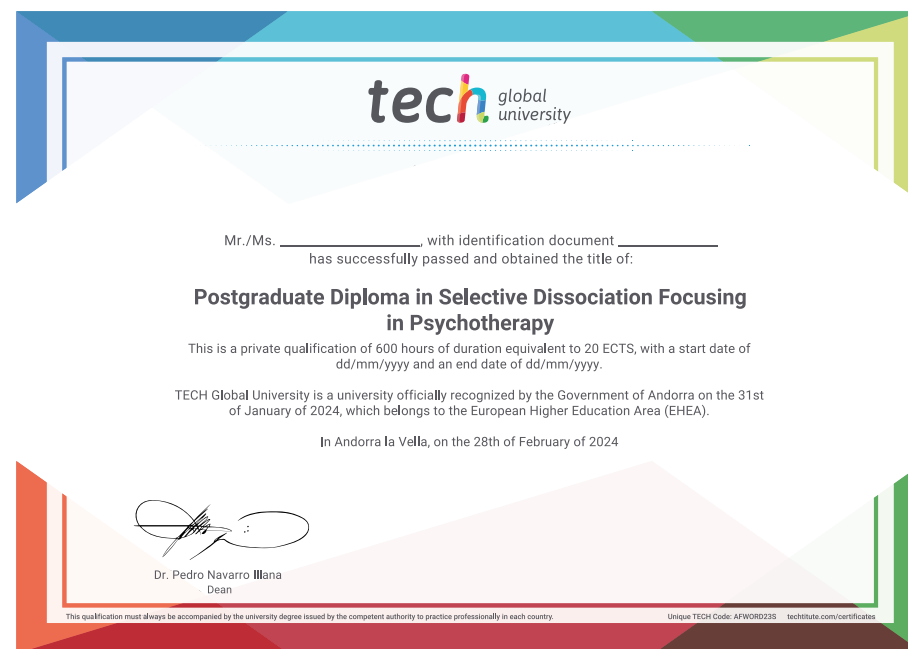 tech global
university
Mr./Ms. ____________________, with identification document ______________
has successfully passed and obtained the title of:
Postgraduate Diploma in Selective Dissociation Focusing
in Psychotherapy
This is a private qualification of 600 hours of duration equivalent to 20 ECTS, with a start date of
dd/mm/yyyy and an end date of dd/mm/yyyy.
TECH Global University is a university officially recognized by the Government of Andorra on the 31st
of January of 2024, which belongs to the European Higher Education Area (EHEA).
In Andorra la Vella, on the 28th of February of 2024
Dr. Pedro Navarro Illana
Dean
This qualification must always be accompanied by the university degree issued by the competent authority to practice professionally in each country. Unique TECH Code: AFWORD23S techtitute.com/certificates